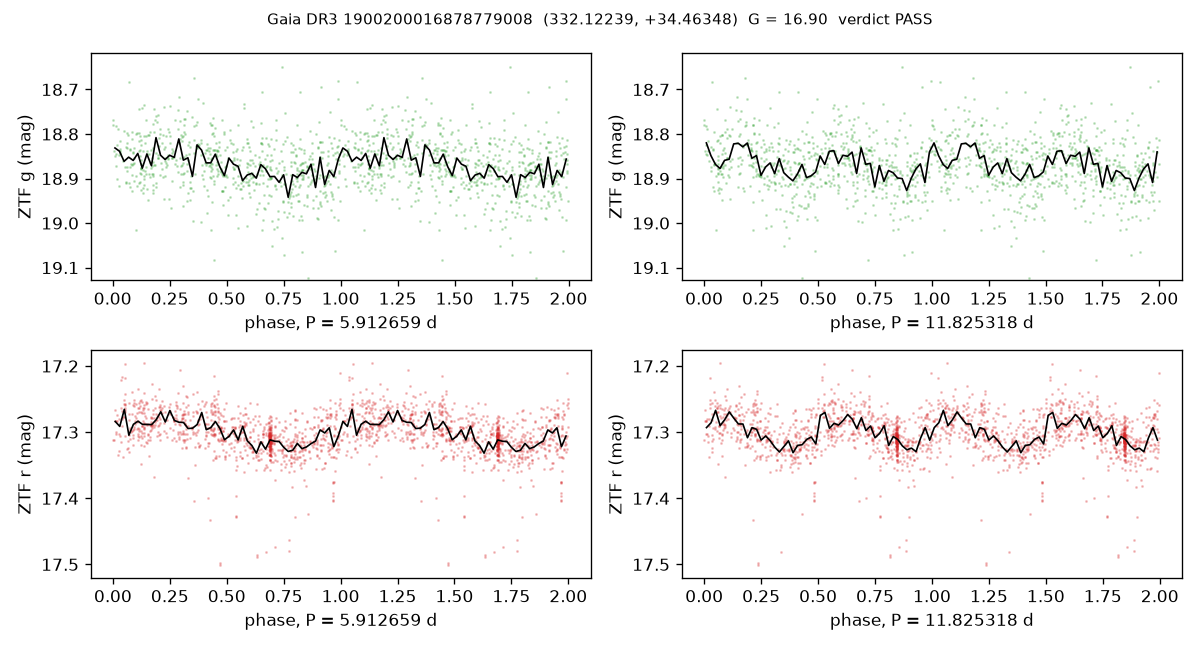 Gaia DR3 1900200016878779008 (332.12239, +34.46348) G = 16.90 verdict PASS
ZTF g (mag)
18.7
18.8
18.9
19.0
19.1
0.00 0.25 0.50 0.75 1.00 1.25 1.50 1.75 2.00
phase, P = 5.912659 d
ZTF g (mag)
18.7
18.8
18.9
19.0
19.1
0.00 0.25 0.50 0.75 1.00 1.25 1.50 1.75 2.00
phase, P = 11.825318 d
ZTF r (mag)
17.2
17.3
17.4
17.5
0.00 0.25 0.50 0.75 1.00 1.25 1.50 1.75 2.00
phase, P = 5.912659 d
ZTF r (mag)
17.2
17.3
17.4
17.5
0.00 0.25 0.50 0.75 1.00 1.25 1.50 1.75 2.00
phase, P = 11.825318 d